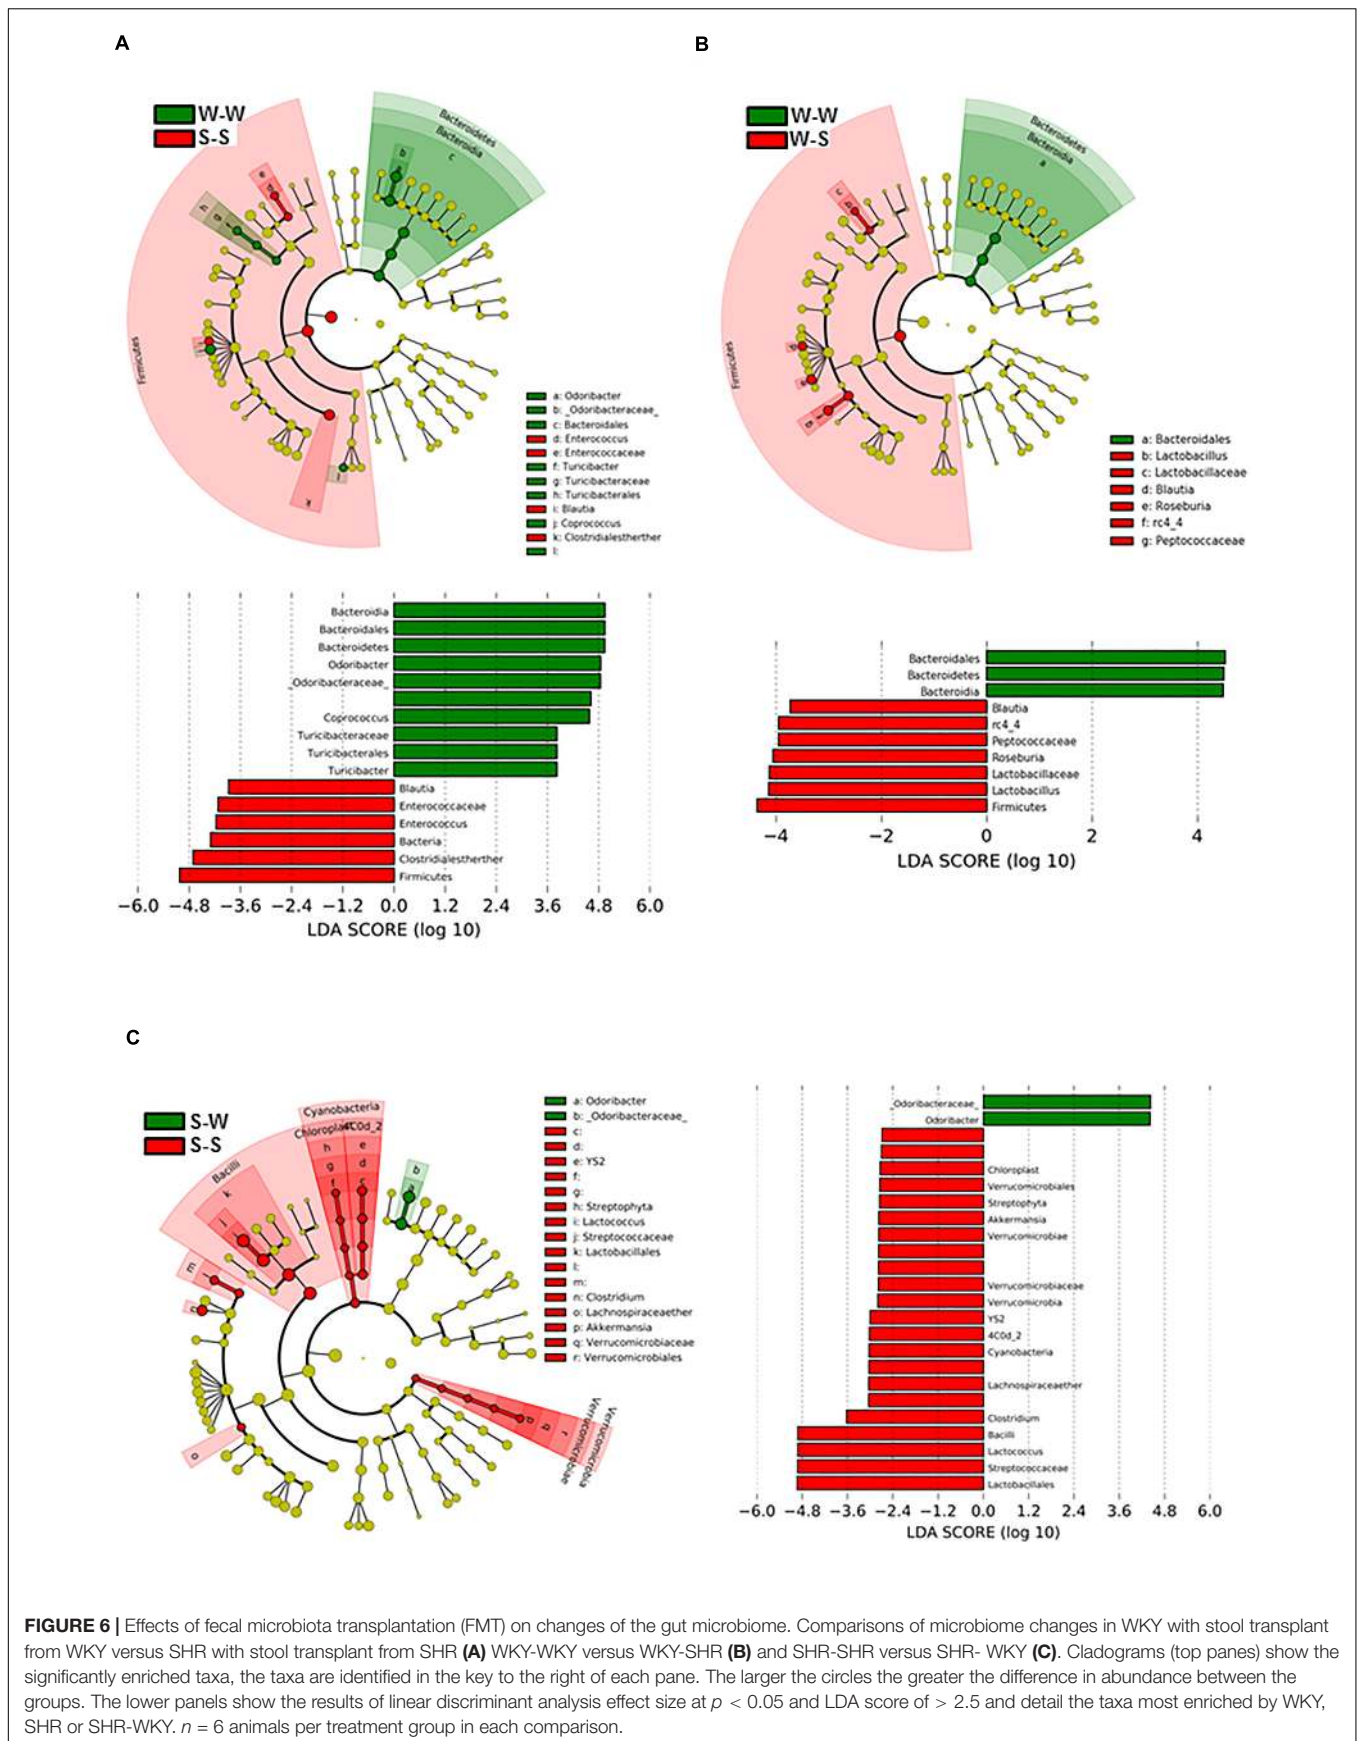 A
W-W
S-S
Bacteroidetes
Bacteroidia
c
b
a
e
d
h
g
f
i
j
k
l
Firmicutes
a: Odoribacter
b: _Odoribacteraceae_
c: Bacteroidales
d: Enterococcus
e: Enterococcaceae
f: Turicibacter
g: Turicibacteraceae
h: Turicibacterales
i: Blautia
j: Coprococcus
k: Clostridialestherther
l:
Bacteroidia
Bacteroidales
Bacteroidetes
Odoribacter
_Odoribacteraceae_
Coprococcus
Turicibacteraceae
Turicibacterales
Turicibacter
Blautia
Enterococcaceae
Enterococcus
Bacteria
Clostridialestherther
Firmicutes
−6.0 −4.8 −3.6 −2.4 −1.2 0.0 1.2 2.4 3.6 4.8 6.0
LDA SCORE (log 10)
B
W-W
W-S
Bacteroidetes
Bacteroidia
a
c
b
d
e
g
f
Firmicutes
a: Bacteroidales
b: Lactobacillus
c: Lactobacillaceae
d: Blautia
e: Roseburia
f: rc4_4
g: Peptococcaceae
Bacteroidales
Bacteroidetes
Bacteroidia
Blautia
rc4_4
Peptococcaceae
Roseburia
Lactobacillaceae
Lactobacillus
Firmicutes
−4 −2 0 2 4
LDA SCORE (log 10)
C
S-W
S-S
Cyanobacteria
Chloroplast
4C0d_2
h
e
g
d
f
c
b
a
Bacilli
k
j
i
m
l
n
o
p
q
r
Verrucomicrobiae
Verrucomicrobia
a: Odoribacter
b: _Odoribacteraceae_
c:
d:
e: YS2
f:
g:
h: Streptophyta
i: Lactococcus
j: Streptococcaceae
k: Lactobacillales
l:
m:
n: Clostridium
o: Lachnospiraceaether
p: Akkermansia
q: Verrucomicrobiaceae
r: Verrucomicrobiales
_Odoribacteraceae_
Odoribacter
Chloroplast
Verrucomicrobiales
Streptophyta
Akkermansia
Verrucomicrobiae
Verrucomicrobiaceae
Verrucomicrobia
YS2
4C0d_2
Cyanobacteria
Lachnospiraceaether
Clostridium
Bacilli
Lactococcus
Streptococcaceae
Lactobacillales
−6.0 −4.8 −3.6 −2.4 −1.2 0.0 1.2 2.4 3.6 4.8 6.0
LDA SCORE (log 10)
FIGURE 6 | Effects of fecal microbiota transplantation (FMT) on changes of the gut microbiome. Comparisons of microbiome changes in WKY with stool transplant
from WKY versus SHR with stool transplant from SHR (A) WKY-WKY versus WKY-SHR (B) and SHR-SHR versus SHR- WKY (C). Cladograms (top panes) show the
significantly enriched taxa, the taxa are identified in the key to the right of each pane. The larger the circles the greater the difference in abundance between the
groups. The lower panels show the results of linear discriminant analysis effect size at p < 0.05 and LDA score of > 2.5 and detail the taxa most enriched by WKY,
SHR or SHR-WKY. n = 6 animals per treatment group in each comparison.